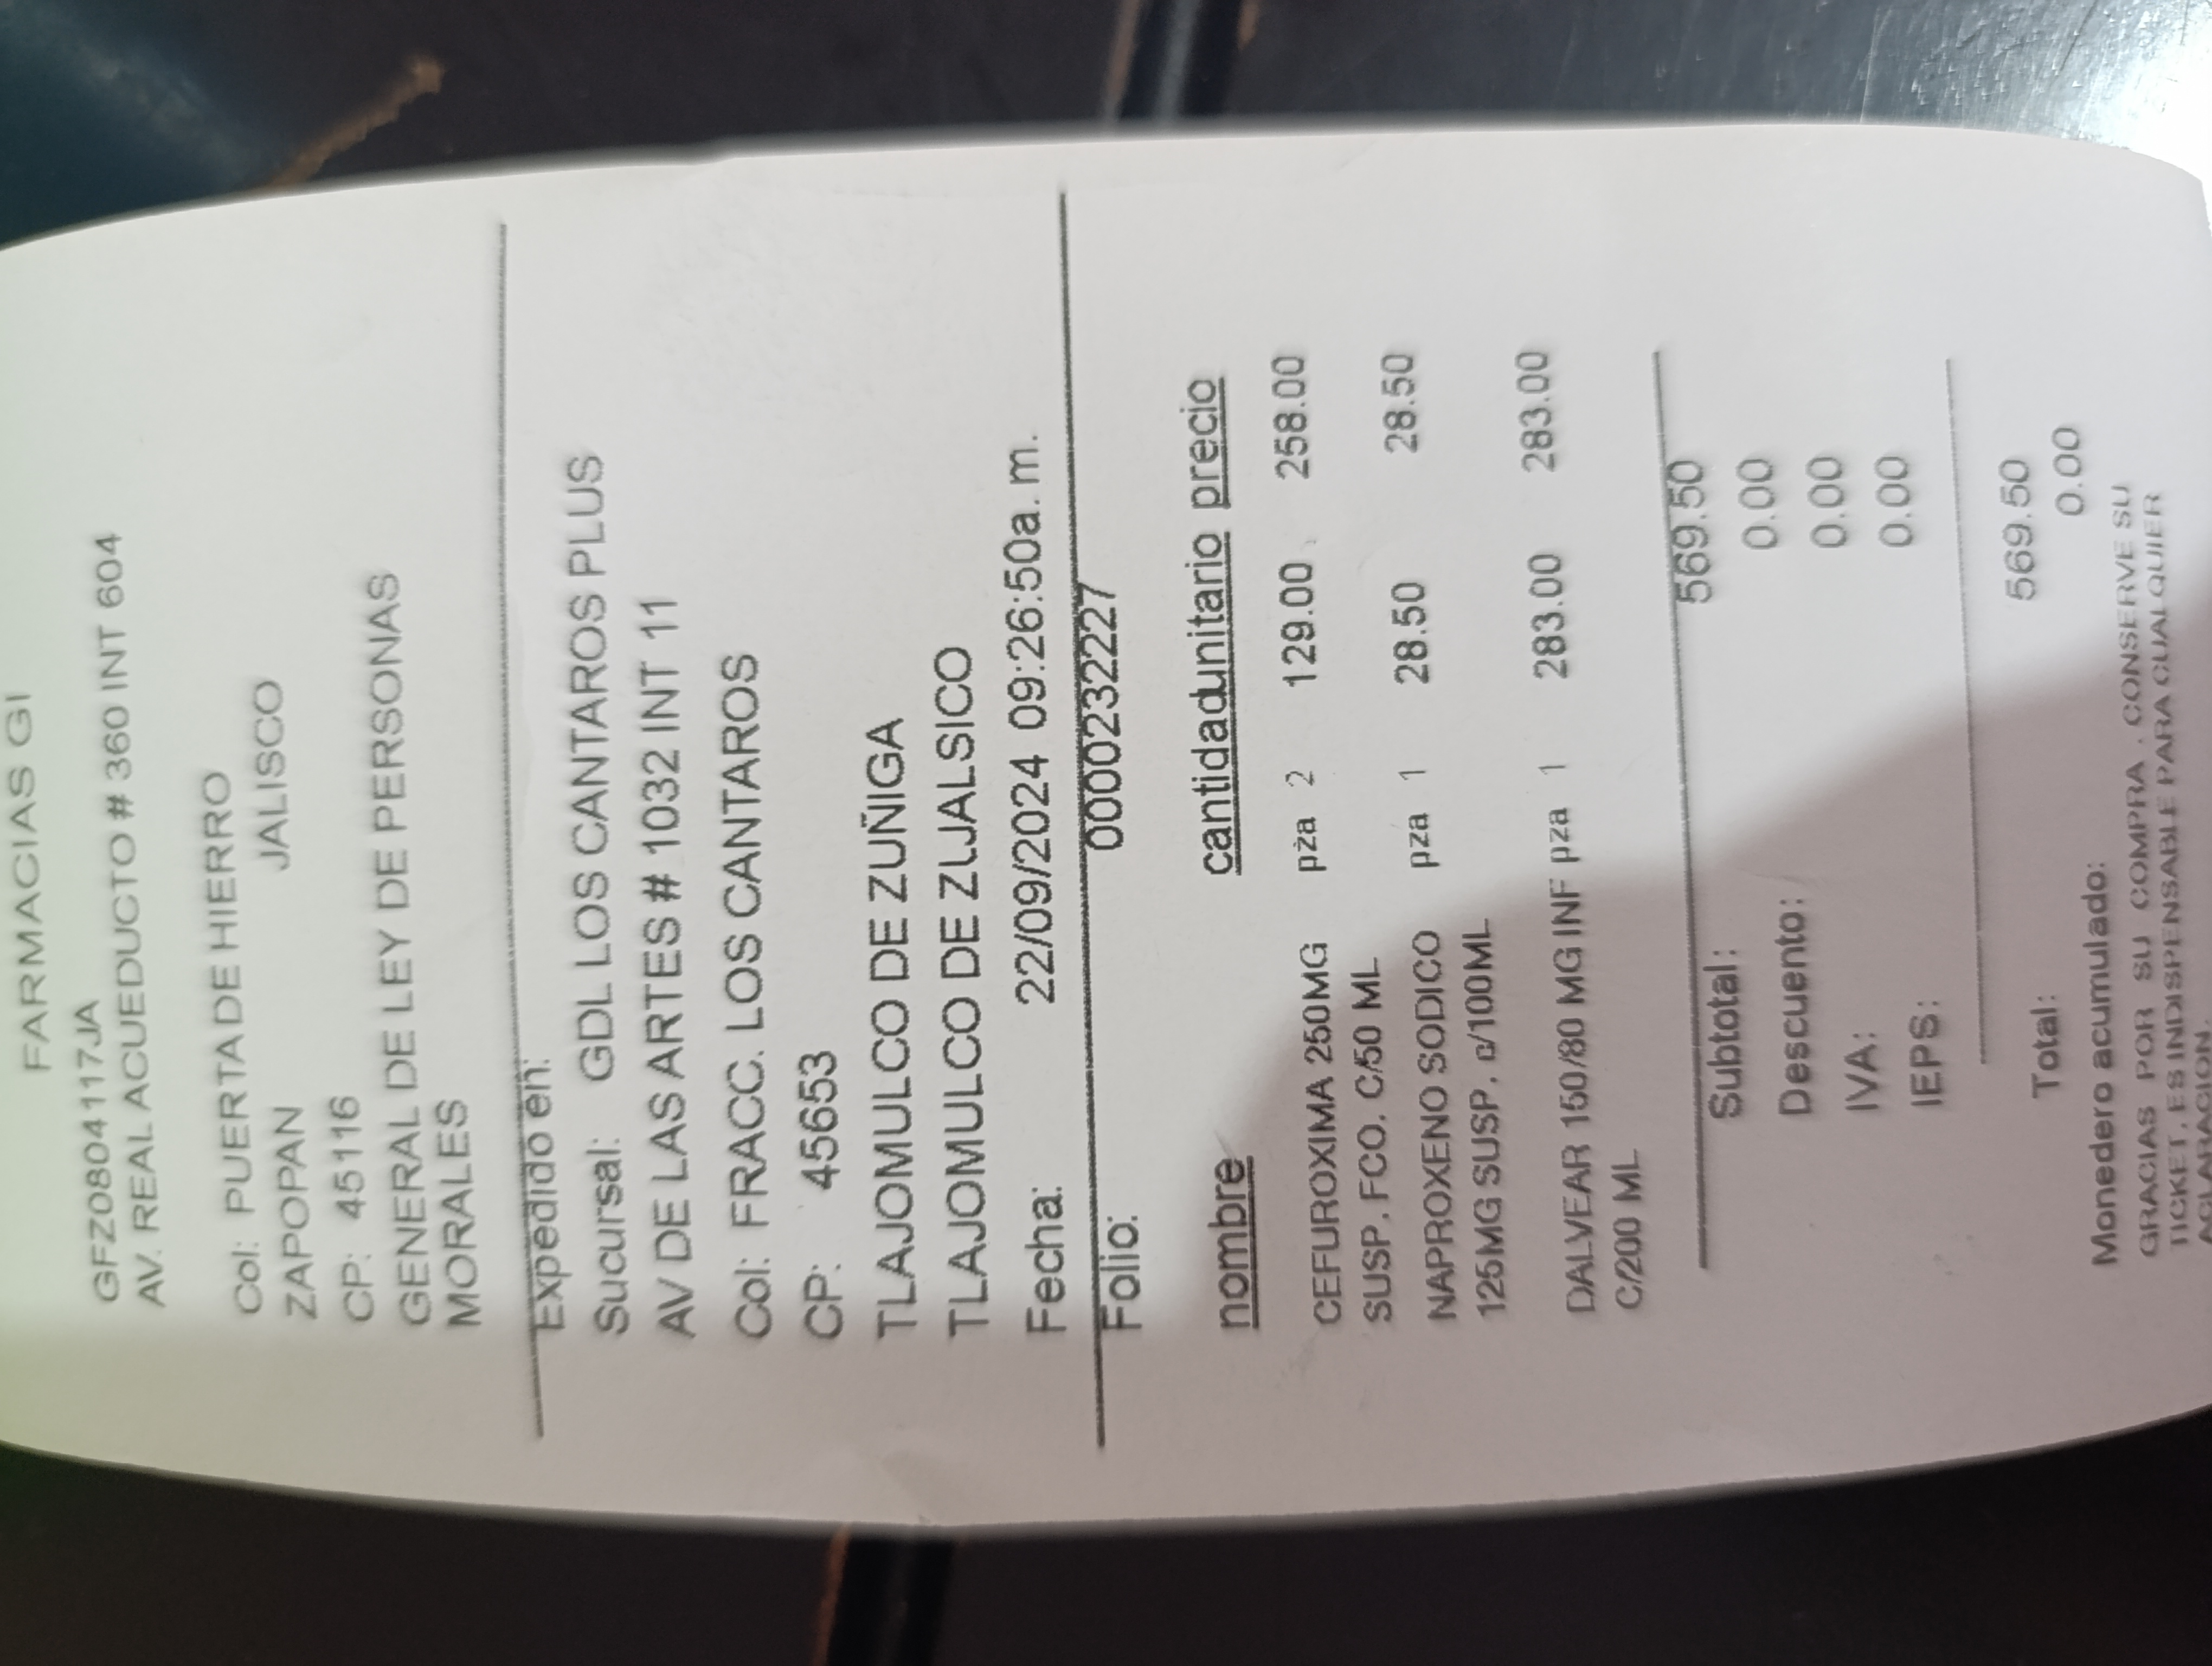 FARMACIAS GI
GFZ0804117JA
AV. REAL ACUEDUCTO # 360 INT 604
Col: PUERTA DE HIERRO
ZAPOPAN JALISCO
CP: 45116
GENERAL DE LEY DE PERSONAS
MORALES
Expedido en:
Sucursal: GDL LOS CANTAROS PLUS
AV DE LAS ARTES # 1032 INT 11
Col: FRACC. LOS CANTAROS
CP: 45653
TLAJOMULCO DE ZUÑIGA
TLAJOMULCO DE ZUJALSICO
Fecha: 22/09/2024 09:26:50a. m.
Folio: 0000232227
nombre cantidadunitario precio
CEFUROXIMA 250MG pza 2 129.00 258.00
SUSP. FCO. C/50 ML
NAPROXENO SODICO pza 1 28.50 28.50
125MG SUSP. c/100ML
DALVEAR 150/80 MG INF pza 1 283.00 283.00
C/200 ML
Subtotal: 569.50
Descuento: 0.00
IVA: 0.00
IEPS: 0.00
Total: 569.50
Monedero acumulado: 0.00
GRACIAS POR SU COMPRA . CONSERVE SU
TICKET, ES INDISPENSABLE PARA CUALQUIER
ACLARACION